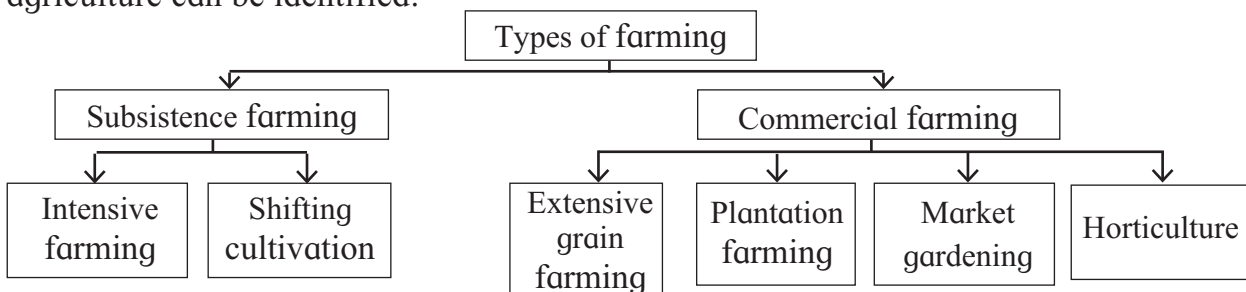 agriculture can be identified.
Types of farming
Subsistence farming
Commercial farming
Intensive
farming
Shifting
cultivation
Extensive
grain
farming
Plantation
farming
Market
gardening
Horticulture